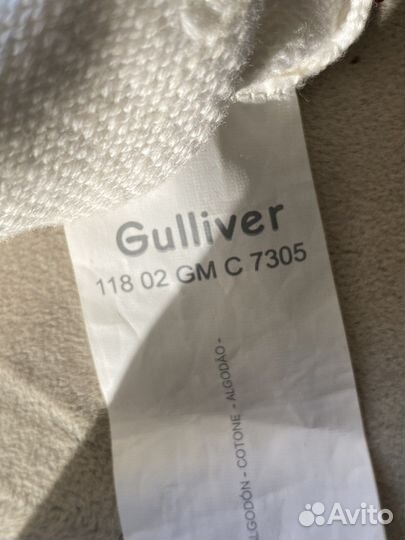 Gulliver
118 02 GM C 7305
ALGODÓN - COTONE - ALGODÃO -
Avito